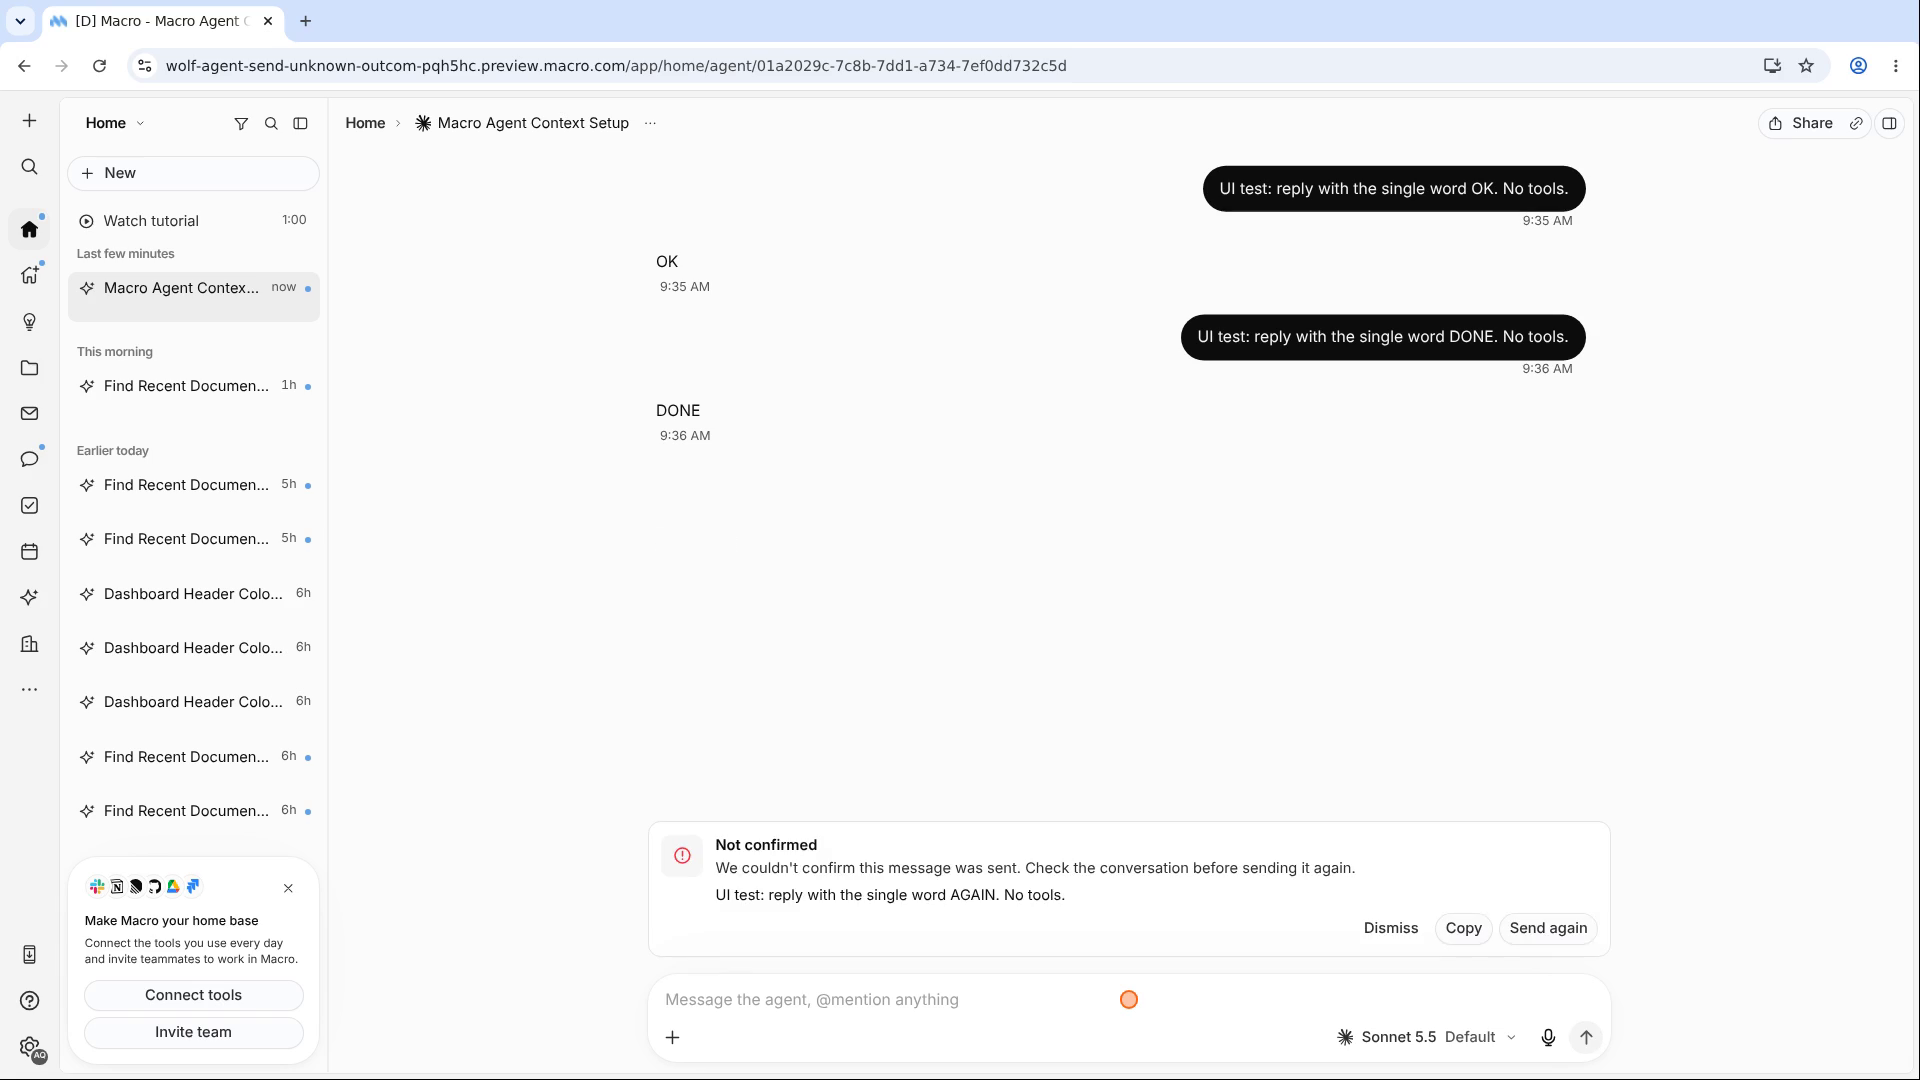 [D] Macro - Macro Agent C
wolf-agent-send-unknown-outcom-pqh5hc.preview.macro.com/app/home/agent/01a2029c-7c8b-7dd1-a734-7ef0dd732c5d
Home
New
Watch tutorial 1:00
Last few minutes
Macro Agent Contex... now
This morning
Find Recent Documen... 1h
Earlier today
Find Recent Documen... 5h
Find Recent Documen... 5h
Dashboard Header Colo... 6h
Dashboard Header Colo... 6h
Dashboard Header Colo... 6h
Find Recent Documen... 6h
Find Recent Documen... 6h
Make Macro your home base
Connect the tools you use every day
and invite teammates to work in Macro.
Connect tools
Invite team
AQ
Home Macro Agent Context Setup
Share
UI test: reply with the single word OK. No tools.
9:35 AM
OK
9:35 AM
UI test: reply with the single word DONE. No tools.
9:36 AM
DONE
9:36 AM
Not confirmed
We couldn't confirm this message was sent. Check the conversation before sending it again.
UI test: reply with the single word AGAIN. No tools.
Dismiss Copy Send again
Message the agent, @mention anything
Sonnet 5.5 Default